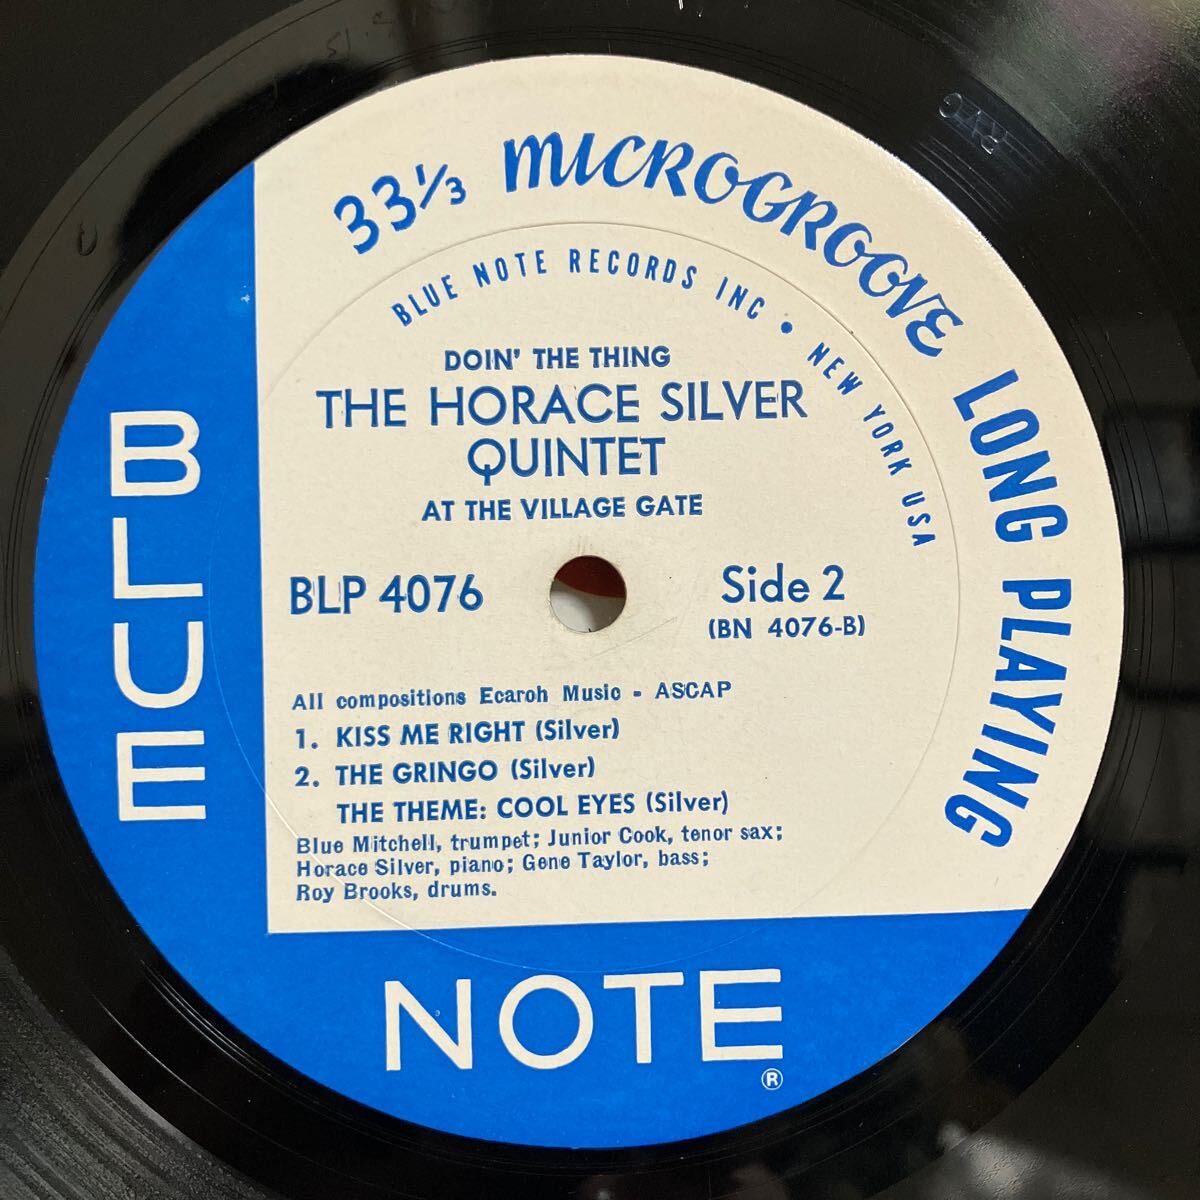 33⅓ MICROGROOVE LONG PLAYING
BLUE NOTE RECORDS INC • NEW YORK USA
DOIN' THE THING
THE HORACE SILVER
QUINTET
AT THE VILLAGE GATE
BLP 4076
Side 2
(BN 4076-B)
All compositions Ecaroh Music - ASCAP
1. KISS ME RIGHT (Silver)
2. THE GRINGO (Silver)
THE THEME: COOL EYES (Silver)
Blue Mitchell, trumpet; Junior Cook, tenor sax;
Horace Silver, piano; Gene Taylor, bass;
Roy Brooks, drums.
BLUE
NOTE
®